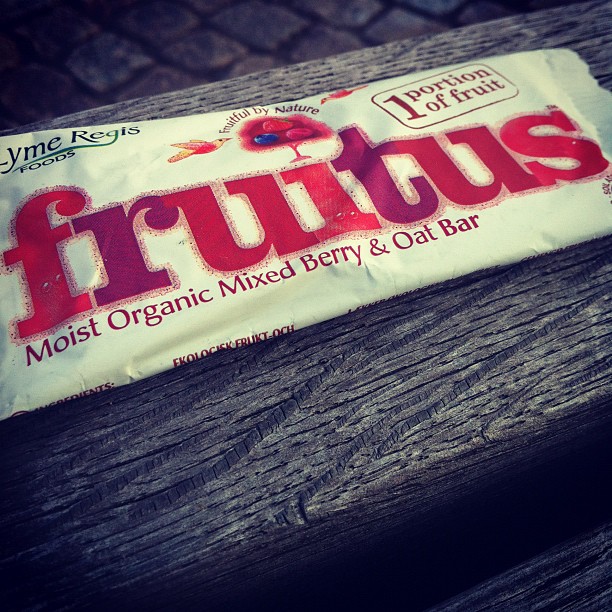 Lyme Regis
FOODS
Fruitful by Nature
1 portion
of fruit
fruitus
Moist Organic Mixed Berry & Oat Bar
EKOLOGISK FRUKT-OCH
INGREDIENTS: